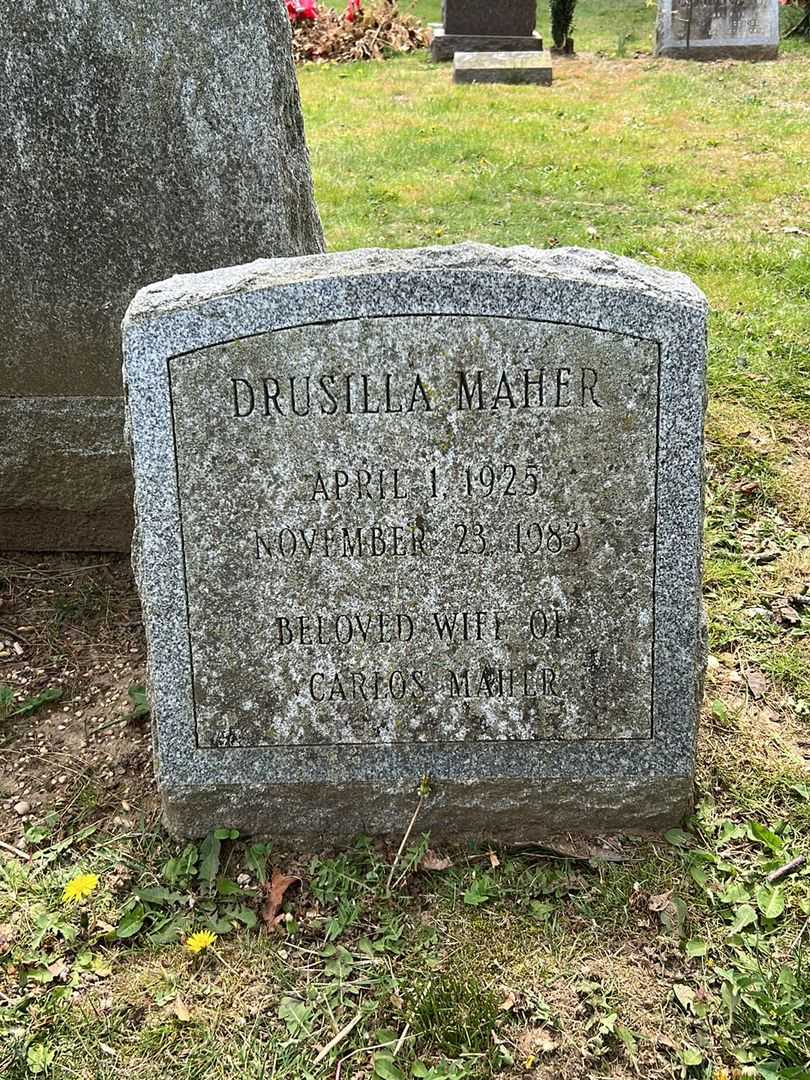 DRUSILLA MAHER
APRIL 1, 1925
NOVEMBER 23, 1983
BELOVED WIFE OF
CARLOS MAHER